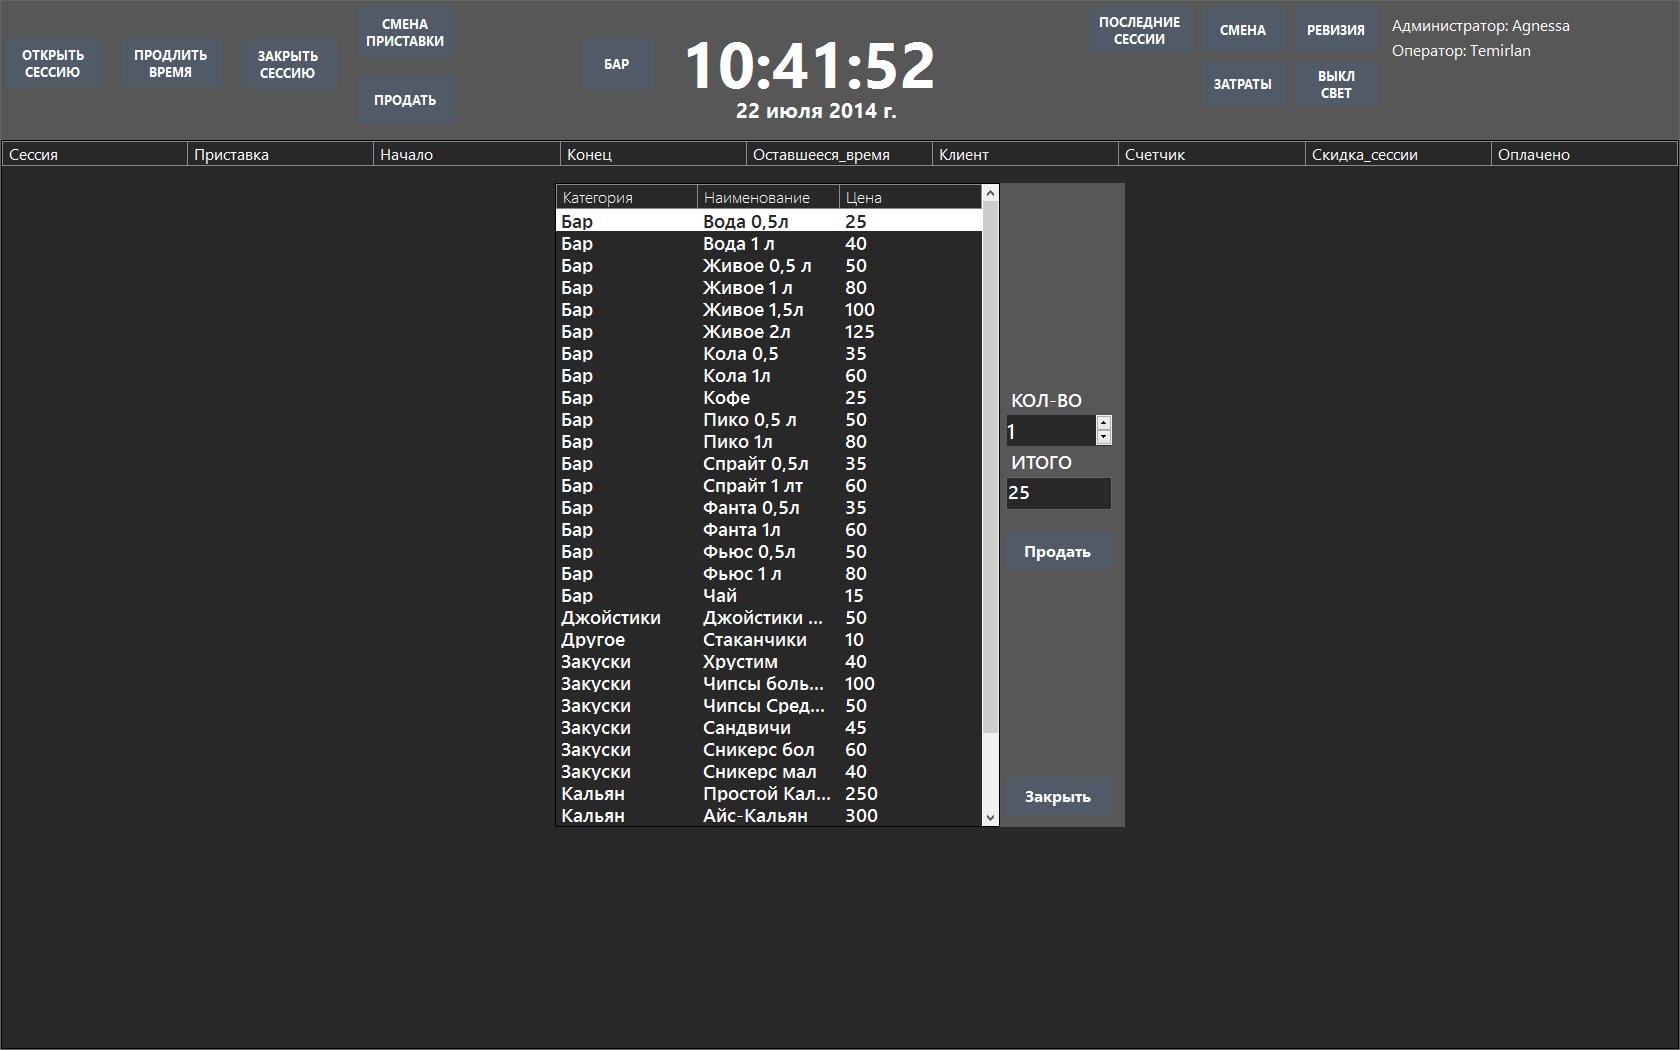 ОТКРЫТЬ
СЕССИЮ
ПРОДЛИТЬ
ВРЕМЯ
ЗАКРЫТЬ
СЕССИЮ
СМЕНА
ПРИСТАВКИ
ПРОДАТЬ
БАР
10:41:52
22 июля 2014 г.
ПОСЛЕДНИЕ
СЕССИИ
СМЕНА
РЕВИЗИЯ
ЗАТРАТЫ
ВЫКЛ
СВЕТ
Администратор: Agnessa
Оператор: Temirlan
Сессия Приставка Начало Конец Оставшееся_время Клиент Счетчик Скидка_сессии Оплачено
Категория Наименование Цена
Бар Вода 0,5л 25
Бар Вода 1 л 40
Бар Живое 0,5 л 50
Бар Живое 1 л 80
Бар Живое 1,5л 100
Бар Живое 2л 125
Бар Кола 0,5 35
Бар Кола 1л 60
Бар Кофе 25
Бар Пико 0,5 л 50
Бар Пико 1л 80
Бар Спрайт 0,5л 35
Бар Спрайт 1 лт 60
Бар Фанта 0,5л 35
Бар Фанта 1л 60
Бар Фьюс 0,5л 50
Бар Фьюс 1 л 80
Бар Чай 15
Джойстики Джойстики ... 50
Другое Стаканчики 10
Закуски Хрустим 40
Закуски Чипсы боль... 100
Закуски Чипсы Сред... 50
Закуски Сандвичи 45
Закуски Сникерс бол 60
Закуски Сникерс мал 40
Кальян Простой Кал... 250
Кальян Айс-Кальян 300
КОЛ-ВО
1
ИТОГО
25
Продать
Закрыть